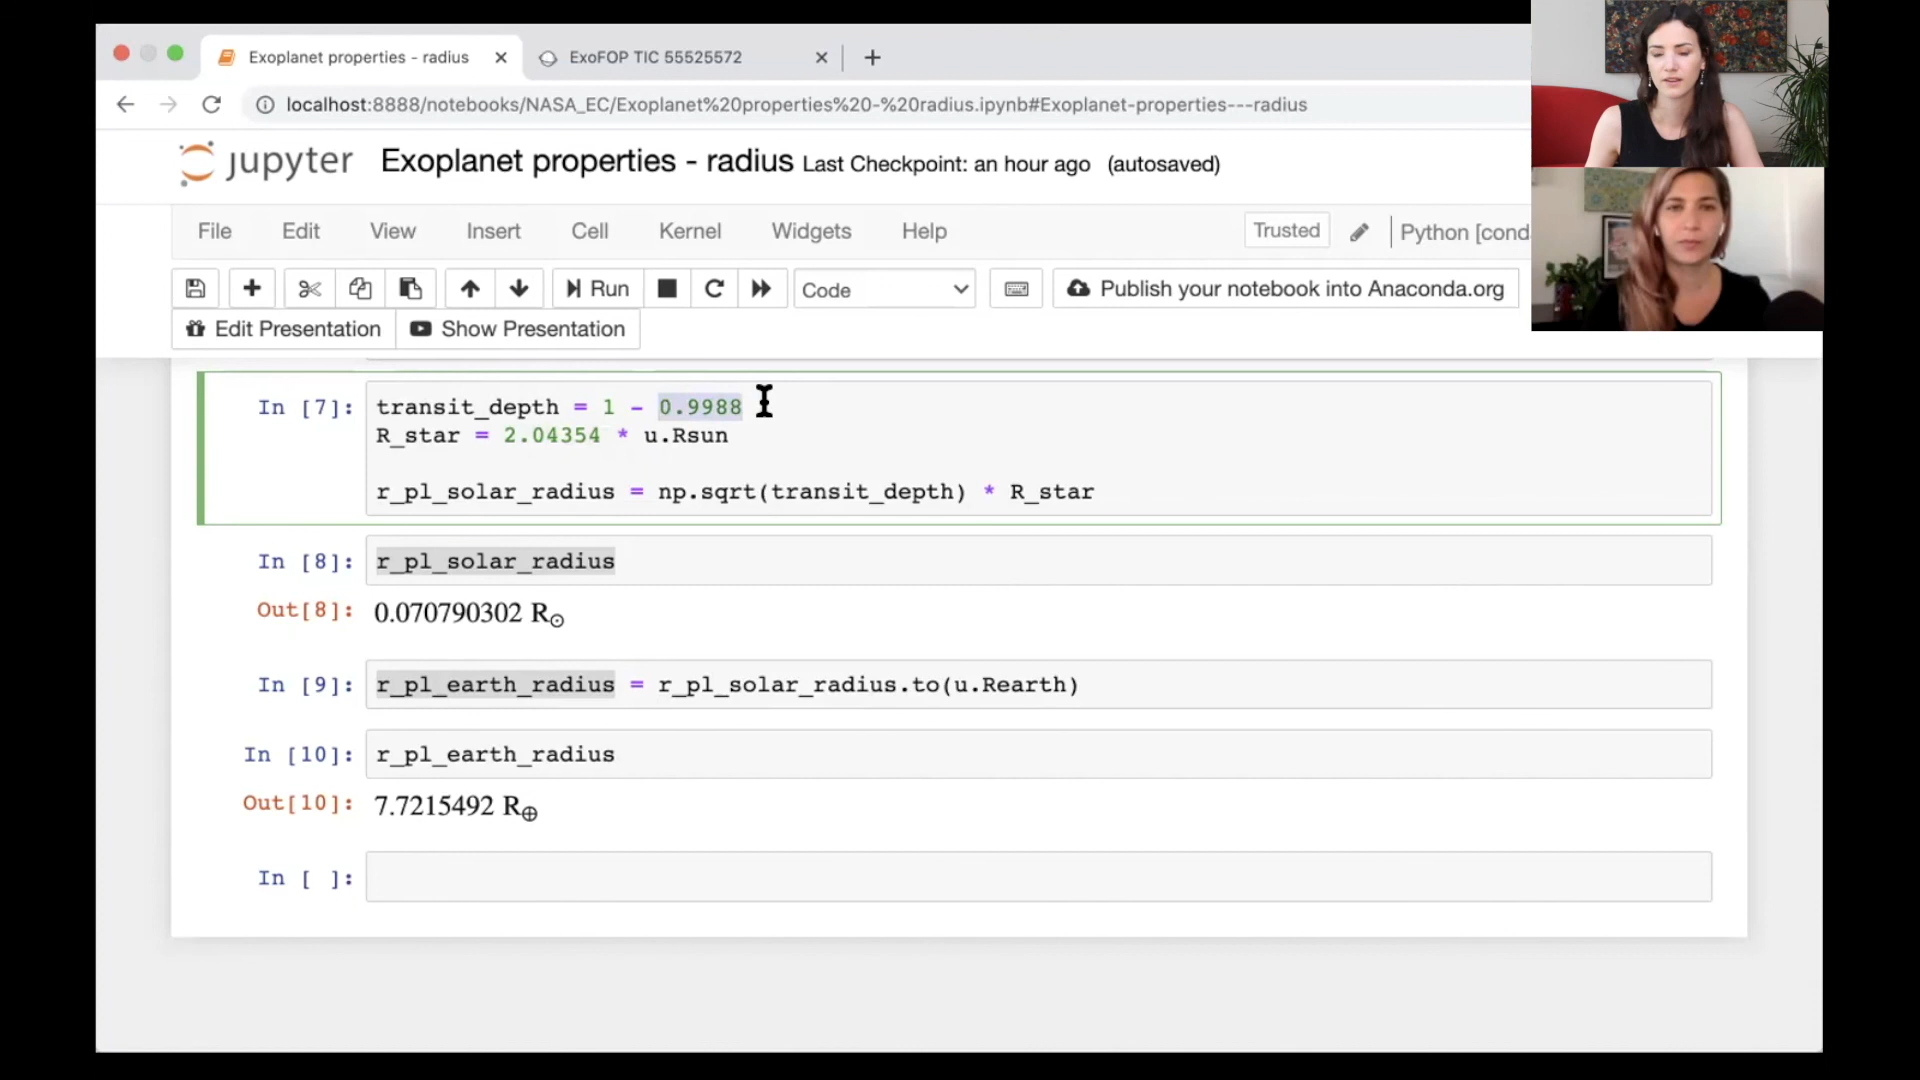 Exoplanet properties - radius
ExoFOP TIC 55525572
localhost:8888/notebooks/NASA_EC/Exoplanet%20properties%20-%20radius.ipynb#Exoplanet-properties---radius
jupyter Exoplanet properties - radius Last Checkpoint: an hour ago (autosaved)
File Edit View Insert Cell Kernel Widgets Help Trusted Python [cond
Run Code Publish your notebook into Anaconda.org
Edit Presentation Show Presentation
In [7]: transit_depth = 1 - 0.9988
R_star = 2.04354 * u.Rsun
r_pl_solar_radius = np.sqrt(transit_depth) * R_star
In [8]: r_pl_solar_radius
Out[8]: 0.070790302 R⊙
In [9]: r_pl_earth_radius = r_pl_solar_radius.to(u.Rearth)
In [10]: r_pl_earth_radius
Out[10]: 7.7215492 R⊕
In [ ]: